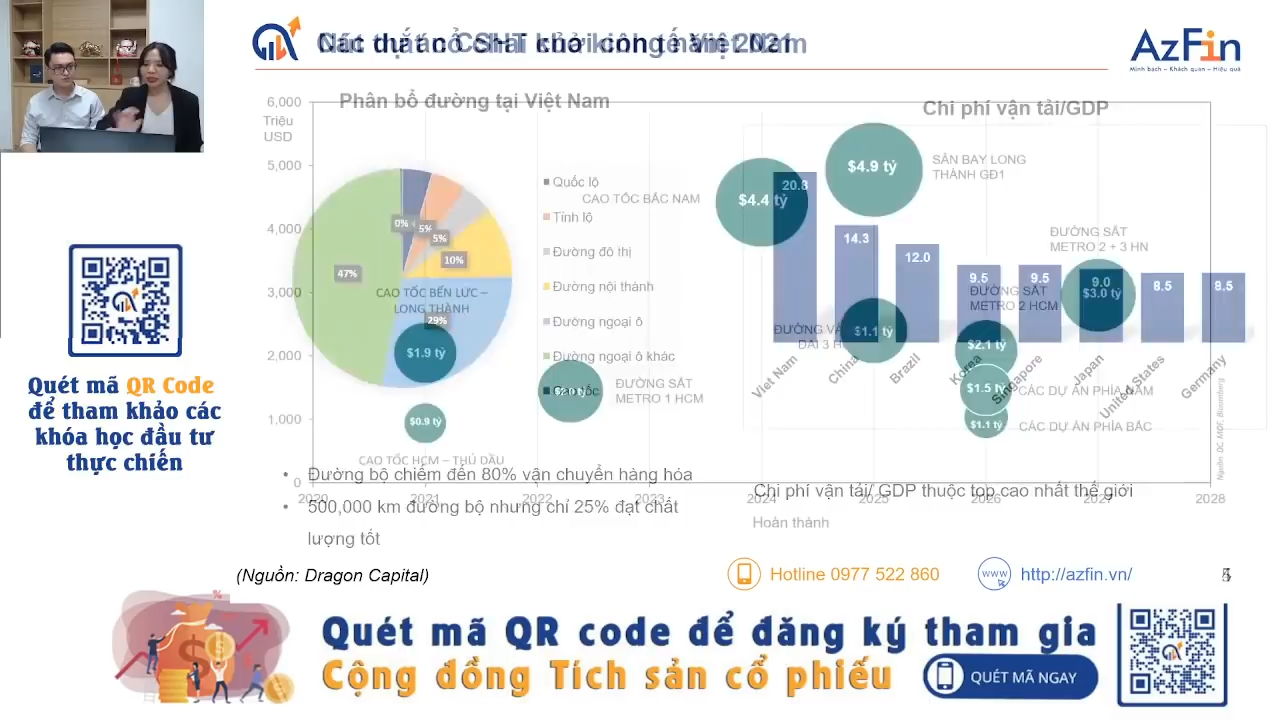 AzFin
Minh bạch – Khách quan – Hiệu quả
Phân bổ đường tại Việt Nam
Chi phí vận tải/GDP
6,000
Triệu
USD
5,000
4,000
3,000
2,000
1,000
0
Quốc lộ
Tỉnh lộ
Đường đô thị
Đường nội thành
Đường ngoại ô
Đường ngoại ô khác
0%
5%
5%
10%
29%
47%
CAO TỐC BẮC NAM
$4.4 tỷ
$4.9 tỷ
SÂN BAY LONG
THÀNH GĐ1
ĐƯỜNG SẮT
METRO 2 + 3 HN
$3.0 tỷ
CAO TỐC BẾN LỨC –
LONG THÀNH
$1.9 tỷ
$0.9 tỷ
ĐƯỜNG SẮT
METRO 1 HCM
$1.1 tỷ
ĐƯỜNG SẮT
METRO 2 HCM
$2.1 tỷ
$1.5 tỷ
CÁC DỰ ÁN PHÍA NAM
$1.1 tỷ
CÁC DỰ ÁN PHÍA BẮC
20.8
14.3
12.0
9.5
9.5
9.0
8.5
8.5
Việt Nam
China
Brazil
Korea
Singapore
Japan
United States
Germany
Nguồn: DC, MOF, Bloomberg
CAO TỐC HCM – THỦ DẦU
2020
2021
2022
2023
2024
2025
2026
2027
2028
• Đường bộ chiếm đến 80% vận chuyển hàng hóa
• 500,000 km đường bộ nhưng chỉ 25% đạt chất
lượng tốt
Chi phí vận tải/ GDP thuộc top cao nhất thế giới
Hoàn thành
Quét mã QR Code
để tham khảo các
khóa học đầu tư
thực chiến
(Nguồn: Dragon Capital)
Hotline 0977 522 860
www
http://azfin.vn/
Quét mã QR code để đăng ký tham gia
Cộng đồng Tích sản cổ phiếu
QUÉT MÃ NGAY